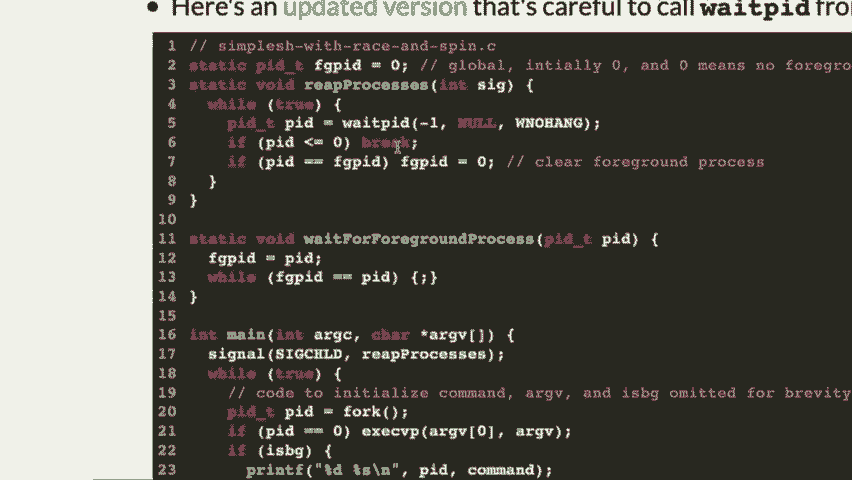 Here's an updated version that's careful to call waitpid
1 // simplesh-with-race-and-spin.c
2 static pid_t fgpid = 0; // global, intially 0, and 0 means no
3 static void reapProcesses(int sig) {
4 while (true) {
5 pid_t pid = waitpid(-1, NULL, WNOHANG);
6 if (pid <= 0) break;
7 if (pid == fgpid) fgpid = 0; // clear foreground process
8 }
9 }
10
11 static void waitForForegroundProcess(pid_t pid) {
12 fgpid = pid;
13 while (fgpid == pid) {;}
14 }
15
16 int main(int argc, char *argv[]) {
17 signal(SIGCHLD, reapProcesses);
18 while (true) {
19 // code to initialize command, argv, and isbg omitted for brevity
20 pid_t pid = fork();
21 if (pid == 0) execvp(argv[0], argv);
22 if (isbg) {
23 printf("%d %s\n", pid, command);